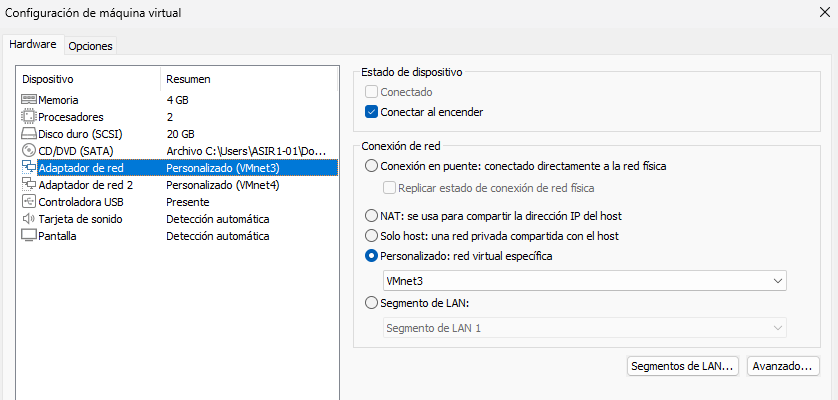 Configuración de máquina virtual
Hardware Opciones
Dispositivo Resumen
Memoria 4 GB
Procesadores 2
Disco duro (SCSI) 20 GB
CD/DVD (SATA) Archivo C:\Users\ASIR1-01\Do...
Adaptador de red Personalizado (VMnet3)
Adaptador de red 2 Personalizado (VMnet4)
Controladora USB Presente
Tarjeta de sonido Detección automática
Pantalla Detección automática
Estado de dispositivo
Conectado
Conectar al encender
Conexión de red
Conexión en puente: conectado directamente a la red física
Replicar estado de conexión de red física
NAT: se usa para compartir la dirección IP del host
Solo host: una red privada compartida con el host
Personalizado: red virtual específica
VMnet3
Segmento de LAN:
Segmento de LAN 1
Segmentos de LAN... Avanzado...